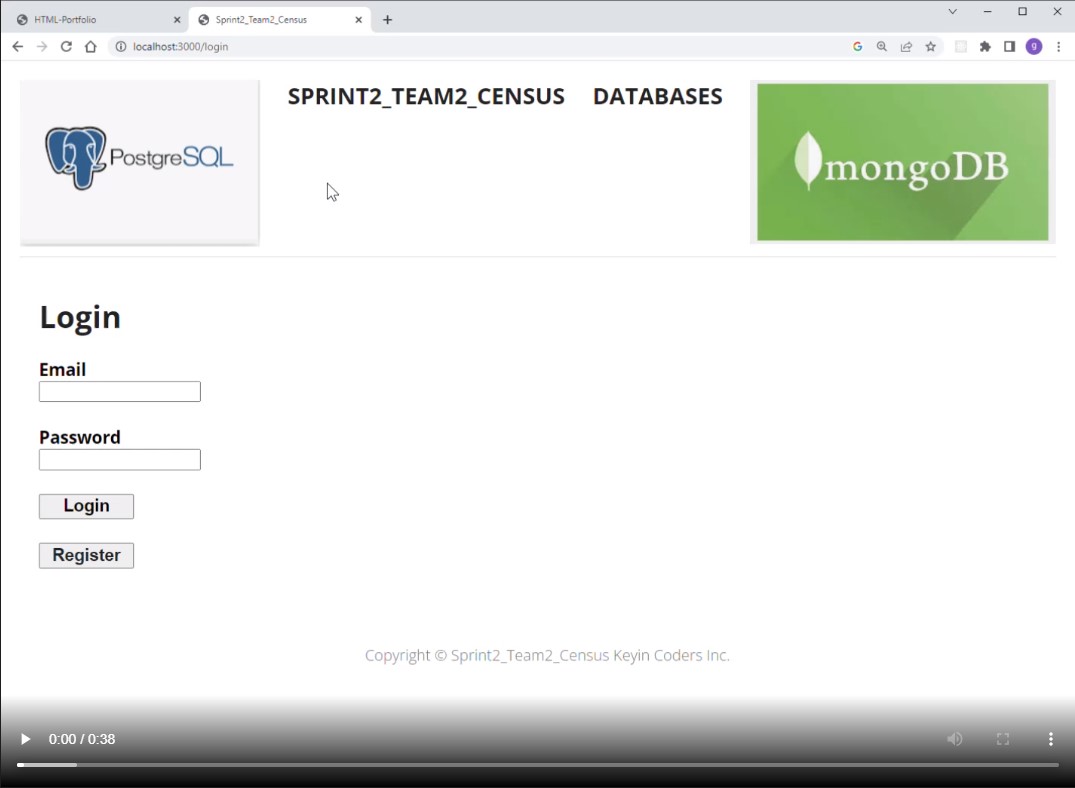 HTML-Portfolio
Sprint2_Team2_Census
localhost:3000/login
g
SPRINT2_TEAM2_CENSUS DATABASES
PostgreSQL
mongoDB
Login
Email
Password
Login
Register
Copyright © Sprint2_Team2_Census Keyin Coders Inc.
0:00 / 0:38